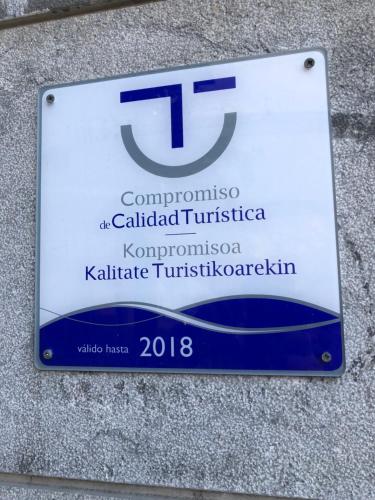 Compromiso
de Calidad Turística
Konpromisoa
Kalitate Turistikoarekin
válido hasta 2018